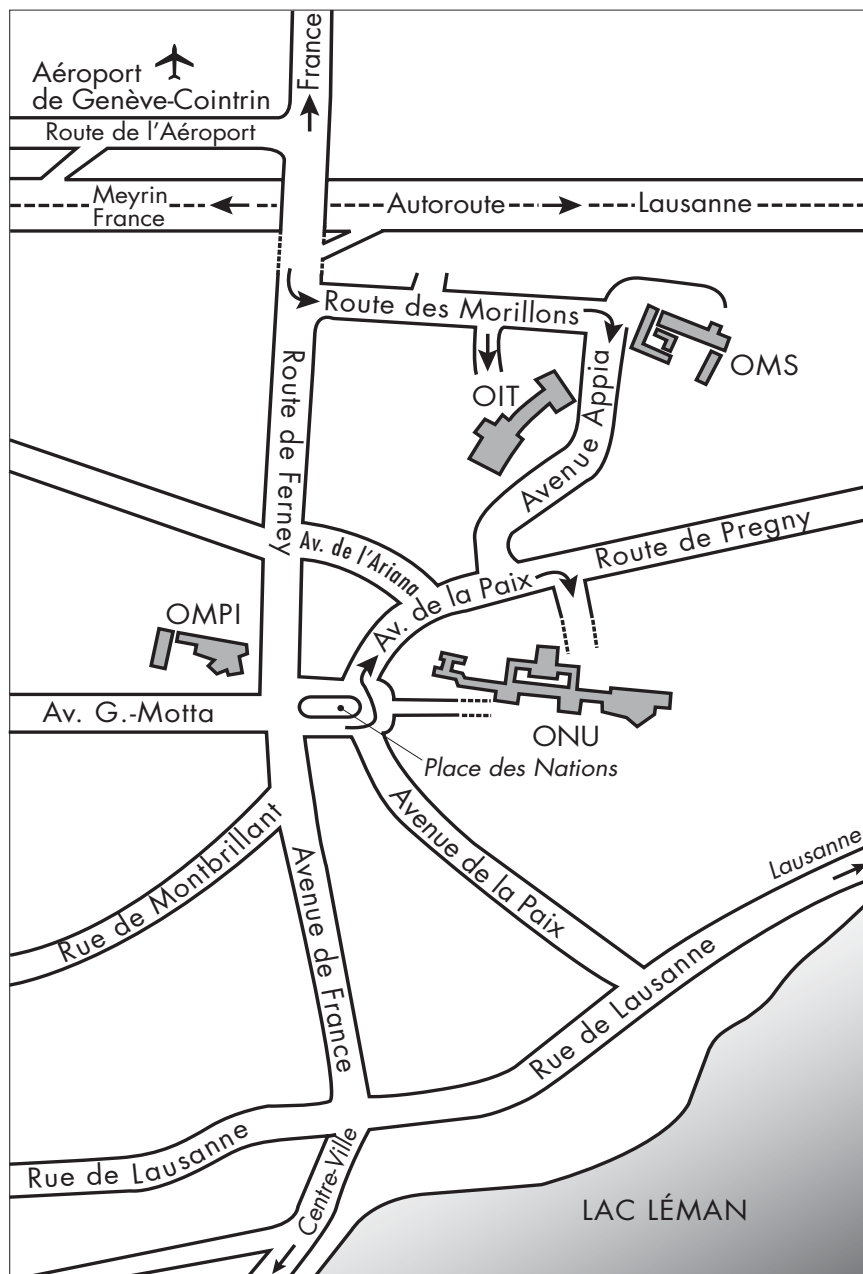 France
Aéroport
de Genève-Cointrin
Route de l'Aéroport
Meyrin
France
Autoroute
Lausanne
Route des Morillons
OMS
OIT
Avenue Appia
Route de Ferney
Route de Pregny
Av. de l'Ariana
Av. de la Paix
OMPI
Av. G.-Motta
ONU
Place des Nations
Avenue de la Paix
Rue de Montbrillant
Avenue de France
Lausanne
Rue de Lausanne
Rue de Lausanne
Centre-Ville
LAC LÉMAN